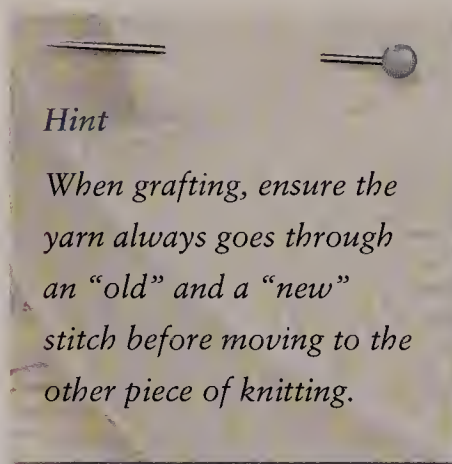 Hint
When grafting, ensure the
yarn always goes through
an “old” and a “new”
stitch before moving to the
other piece of knitting.